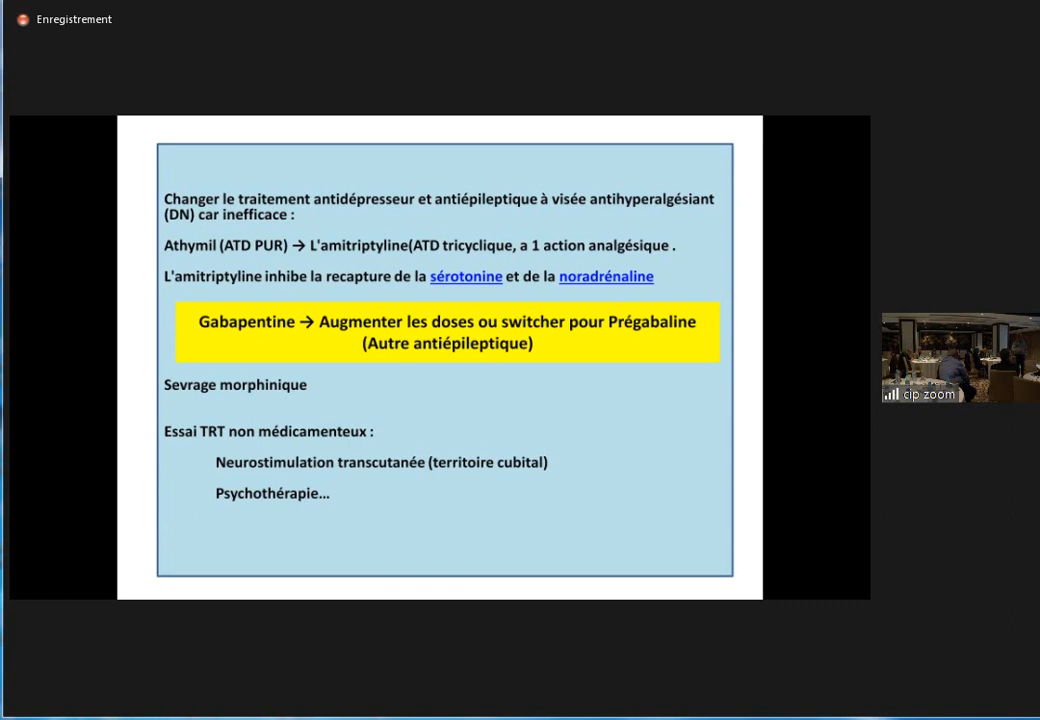 Enregistrement
Changer le traitement antidépresseur et antiépileptique à visée antihyperalgésiant
(DN) car inefficace :
Athymil (ATD PUR) → L'amitriptyline(ATD tricyclique, a 1 action analgésique .
L'amitriptyline inhibe la recapture de la sérotonine et de la noradrénaline
Gabapentine → Augmenter les doses ou switcher pour Prégabaline
(Autre antiépileptique)
Sevrage morphinique
Essai TRT non médicamenteux :
Neurostimulation transcutanée (territoire cubital)
Psychothérapie...
cip zoom